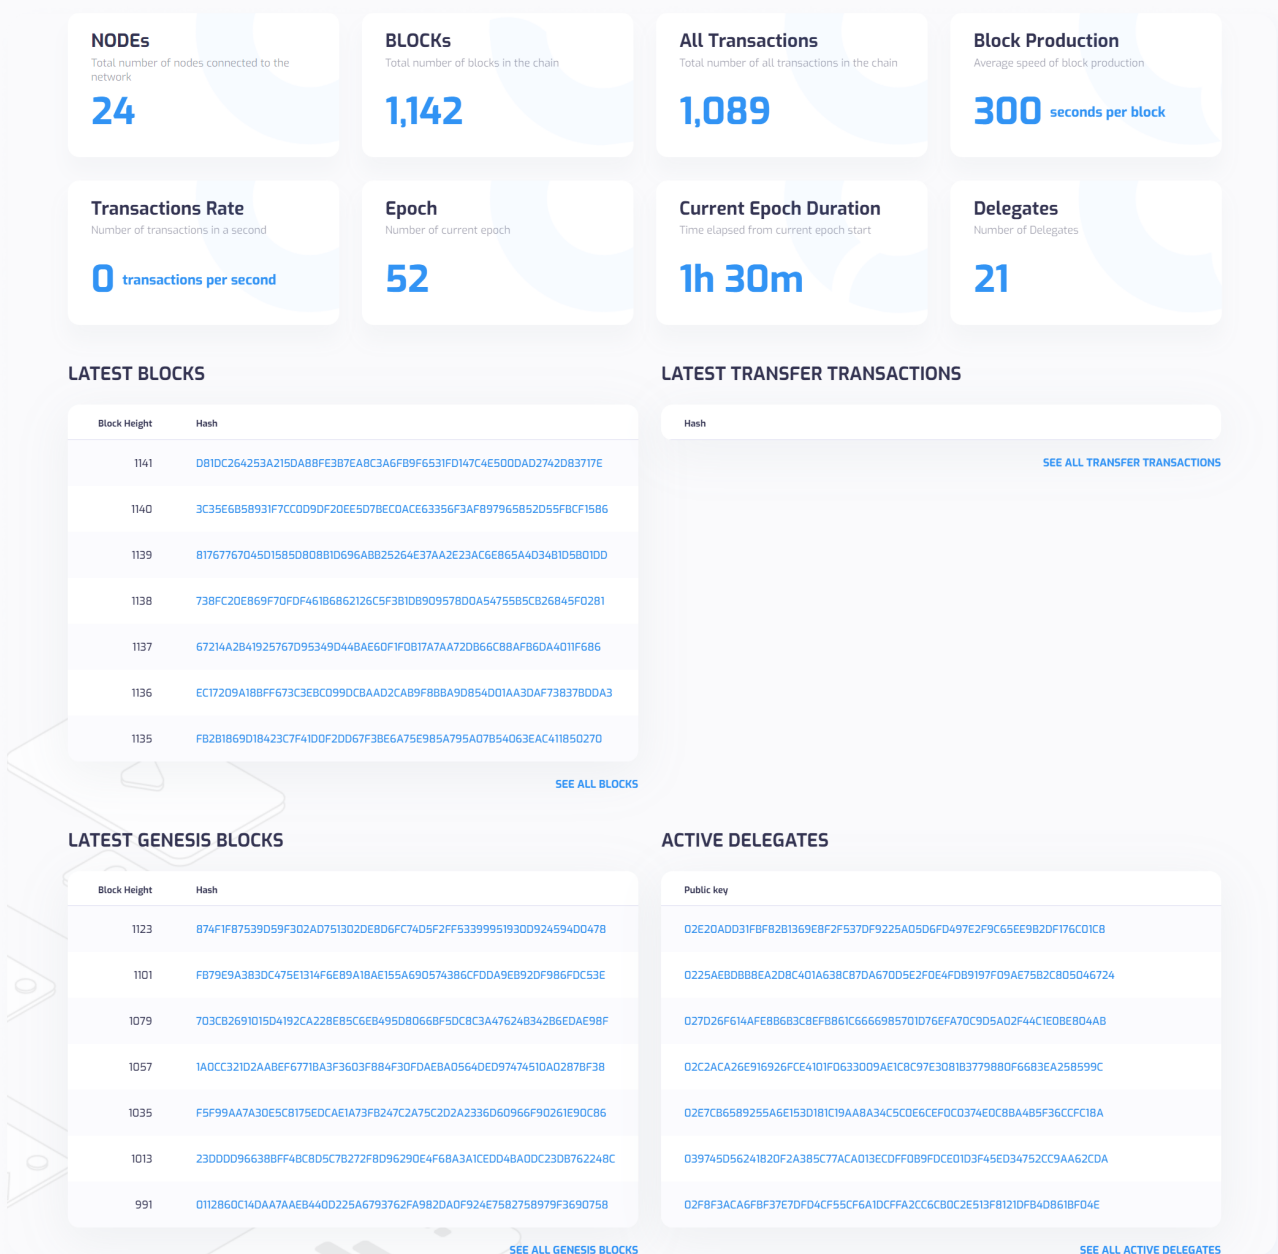 NODEs
Total number of nodes connected to the
network
24
BLOCKs
Total number of blocks in the chain
1,142
All Transactions
Total number of all transactions in the chain
1,089
Block Production
Average speed of block production
300 seconds per block
Transactions Rate
Number of transactions in a second
0 transactions per second
Epoch
Number of current epoch
52
Current Epoch Duration
Time elapsed from current epoch start
1h 30m
Delegates
Number of Delegates
21
LATEST BLOCKS
Block Height Hash
1141 D81DC264253A215DA88FE3B7EA8C3A6FB9F6531FD147C4E500DAD2742D83717E
1140 3C35E6B58931F7CC0D9DF20EE5D7BEC0ACE63356F3AF897965852D55FBCF1586
1139 81767767045D1585D808B1D696ABB25264E37AA2E23AC6E865A4D34B1D5B01DD
1138 738FC20E869F70FDF461B6862126C5F3B1DB909578D0A54755B5CB26845F0281
1137 67214A2B41925767D95349D44BAE60F1F0B17A7AA72DB66C88AFB6DA4011F686
1136 EC17209A18BFF673C3EBC099DCBAAD2CAB9F8BBA9D854D01AA3DAF73837BDDA3
1135 FB2B1869D18423C7F41D0F2DD67F3BE6A75E985A795A07B54063EAC411850270
SEE ALL BLOCKS
LATEST TRANSFER TRANSACTIONS
Hash
SEE ALL TRANSFER TRANSACTIONS
LATEST GENESIS BLOCKS
Block Height Hash
1123 874F1F87539D59F302AD751302DE8D6FC74D5F2FF53399951930D924594D0478
1101 FB79E9A383DC475E1314F6E89A18AE155A690574386CFDDA9EB92DF986FDC53E
1079 703CB2691015D4192CA228E85C6EB495D8066BF5DC8C3A47624B342B6EDAE98F
1057 1A0CC321D2AABEF6771BA3F3603F884F30FDAEBA0564DED97474510A0287BF38
1035 F5F99AA7A30E5C8175EDCAE1A73FB247C2A75C2D2A2336D60966F90261E90C86
1013 23DDDD96638BFF4BC8D5C7B272F8D96290E4F68A3A1CEDD4BA0DC23DB762248C
991 0112860C14DAA7AAEB440D225A6793762FA982DA0F924E7582758979F3690758
SEE ALL GENESIS BLOCKS
ACTIVE DELEGATES
Public key
02E20ADD31FBF82B1369E8F2F537DF9225A05D6FD497E2F9C65EE9B2DF176C01C8
0225AEBDBB8EA2D8C401A638C87DA670D5E2F0E4FDB9197F09AE75B2C805046724
027D26F614AFE8B6B3C8EFB861C6666985701D76EFA70C9D5A02F44C1E0BE804AB
02C2ACA26E916926FCE4101F0633009AE1C8C97E3081B3779880F6683EA258599C
02E7CB6589255A6E153D181C19AA8A34C5C0E6CEF0C0374E0C8BA4B5F36CCFC18A
039745D56241820F2A385C77ACA013ECDFF0B9FDCE01D3F45ED34752CC9AA62CDA
02F8F3ACA6FBF37E7DFD4CF55CF6A1DCFFA2CC6CB0C2E513F8121DFB4D861BF04E
SEE ALL ACTIVE DELEGATES